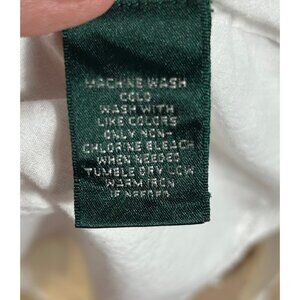 MACHINE WASH
COLD
WASH WITH
LIKE COLORS
ONLY NON-
CHLORINE BLEACH
WHEN NEEDED
TUMBLE DRY LOW
WARM IRON
IF NEEDED